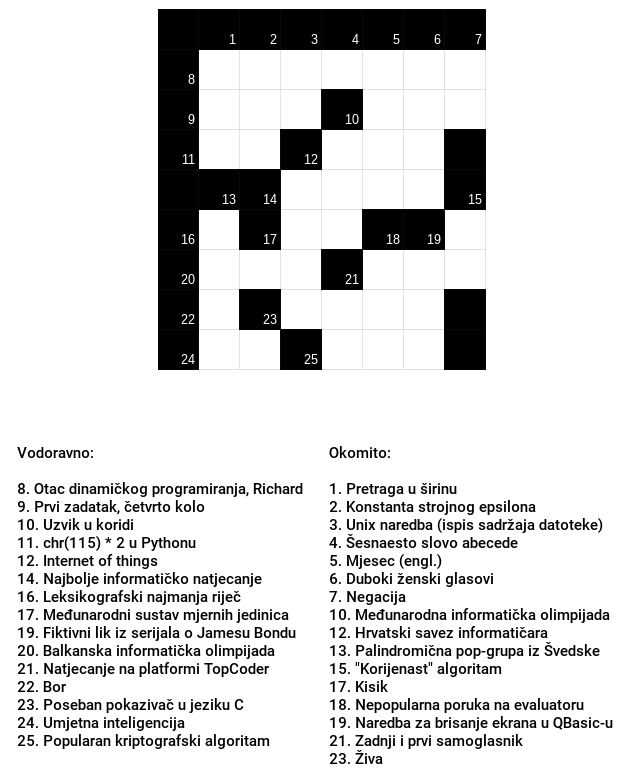 1 2 3 4 5 6 7
8
9 10
11 12
13 14 15
16 17 18 19
20 21
22 23
24 25
Vodoravno:
8. Otac dinamičkog programiranja, Richard
9. Prvi zadatak, četvrto kolo
10. Uzvik u koridi
11. chr(115) * 2 u Pythonu
12. Internet of things
14. Najbolje informatičko natjecanje
16. Leksikografski najmanja riječ
17. Međunarodni sustav mjernih jedinica
19. Fiktivni lik iz serijala o Jamesu Bondu
20. Balkanska informatička olimpijada
21. Natjecanje na platformi TopCoder
22. Bor
23. Poseban pokazivač u jeziku C
24. Umjetna inteligencija
25. Popularan kriptografski algoritam
Okomito:
1. Pretraga u širinu
2. Konstanta strojnog epsilona
3. Unix naredba (ispis sadržaja datoteke)
4. Šesnaesto slovo abecede
5. Mjesec (engl.)
6. Duboki ženski glasovi
7. Negacija
10. Međunarodna informatička olimpijada
12. Hrvatski savez informatičara
13. Palindromična pop-grupa iz Švedske
15. "Korijenast" algoritam
17. Kisik
18. Nepopularna poruka na evaluatoru
19. Naredba za brisanje ekrana u QBasic-u
21. Zadnji i prvi samoglasnik
23. Živa